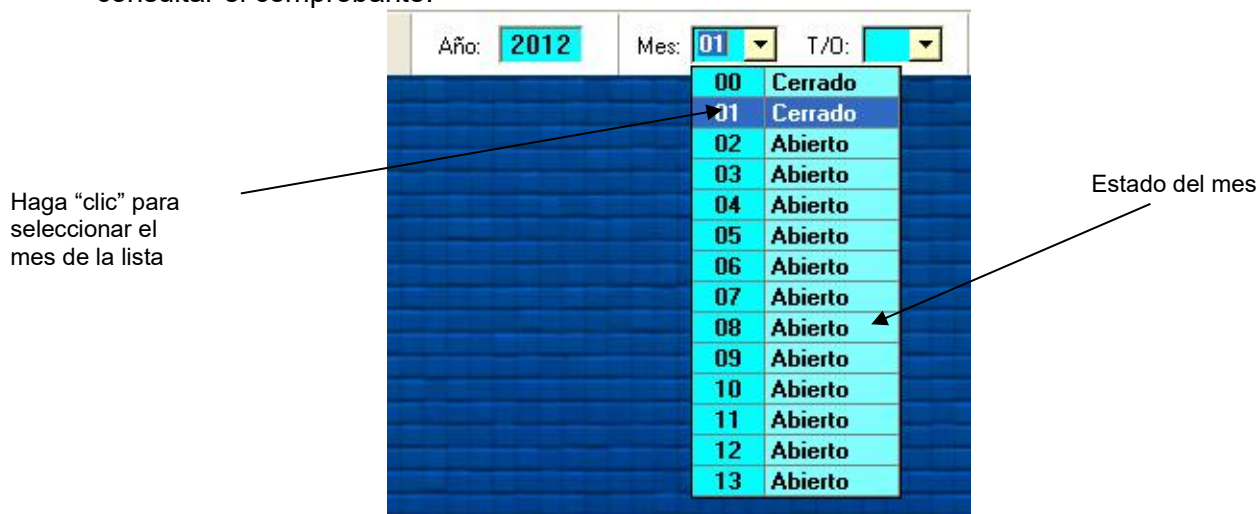 consultar el comprobante.
Año: 2012 Mes: 01 T/O:
00 Cerrado
01 Cerrado
02 Abierto
03 Abierto
04 Abierto
05 Abierto
06 Abierto
07 Abierto
08 Abierto
09 Abierto
10 Abierto
11 Abierto
12 Abierto
13 Abierto
Haga “clic” para
seleccionar el
mes de la lista
Estado del mes